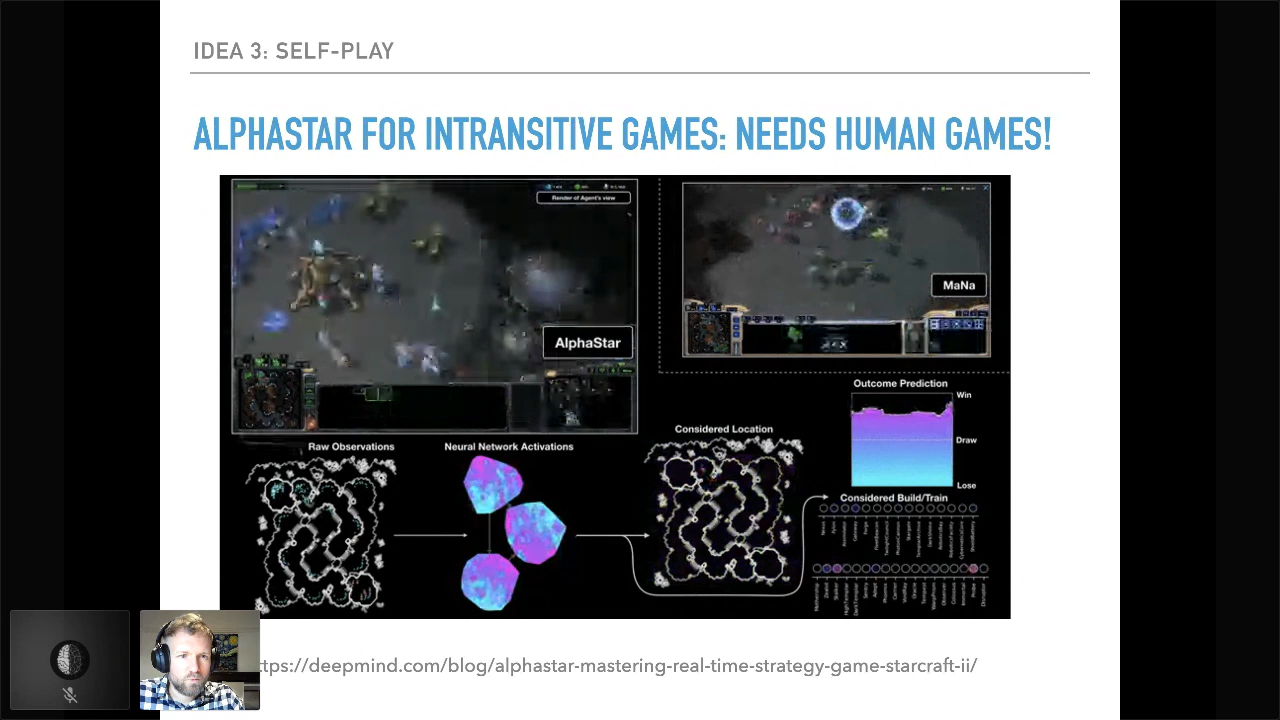 IDEA 3: SELF-PLAY
ALPHASTAR FOR INTRANSITIVE GAMES: NEEDS HUMAN GAMES!
Render of Agent's view
AlphaStar
MaNa
Outcome Prediction
Win
Draw
Lose
Raw Observations
Neural Network Activations
Considered Location
Considered Build/Train
ttps://deepmind.com/blog/alphastar-mastering-real-time-strategy-game-starcraft-ii/